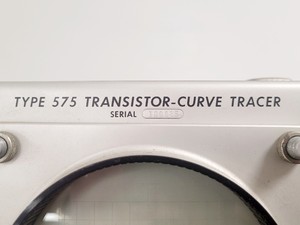 TYPE 575 TRANSISTOR-CURVE TRACER
SERIAL